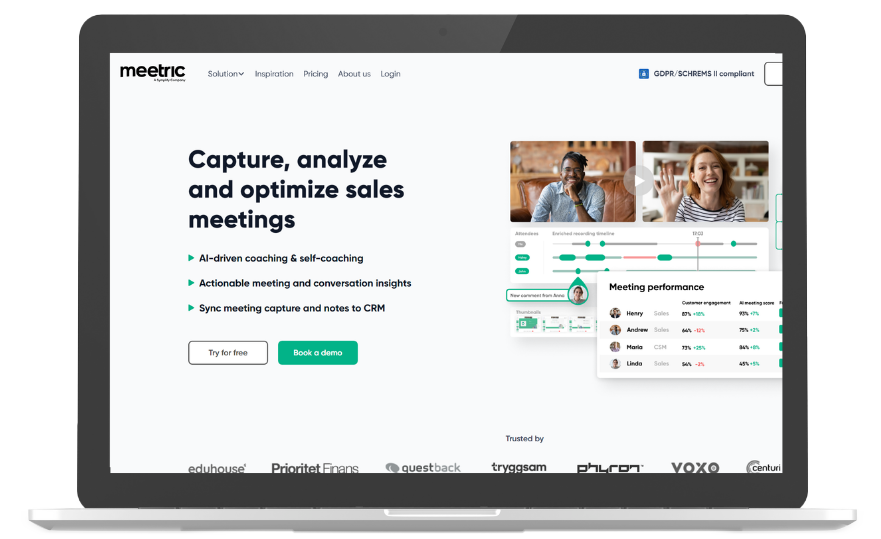 meetric
A Sympify Company
Solution
Inspiration
Pricing
About us
Login
GDPR/SCHREMS II compliant
Capture, analyze
and optimize sales
meetings
AI-driven coaching & self-coaching
Actionable meeting and conversation insights
Sync meeting capture and notes to CRM
Try for free
Book a demo
Attendees
Enriched recording timeline
New comment from Anna
Thumbnails
Meeting performance
Customer engagement
AI meeting score
Henry Sales 87% +18% 93% +7%
Andrew Sales 64% -12% 75% +2%
Maria CSM 73% +25% 84% +8%
Linda Sales 54% -2% 45% +5%
Trusted by
eduhouse
Prioritet Finans
questback
tryggsam
phyron
VOXO
centuri